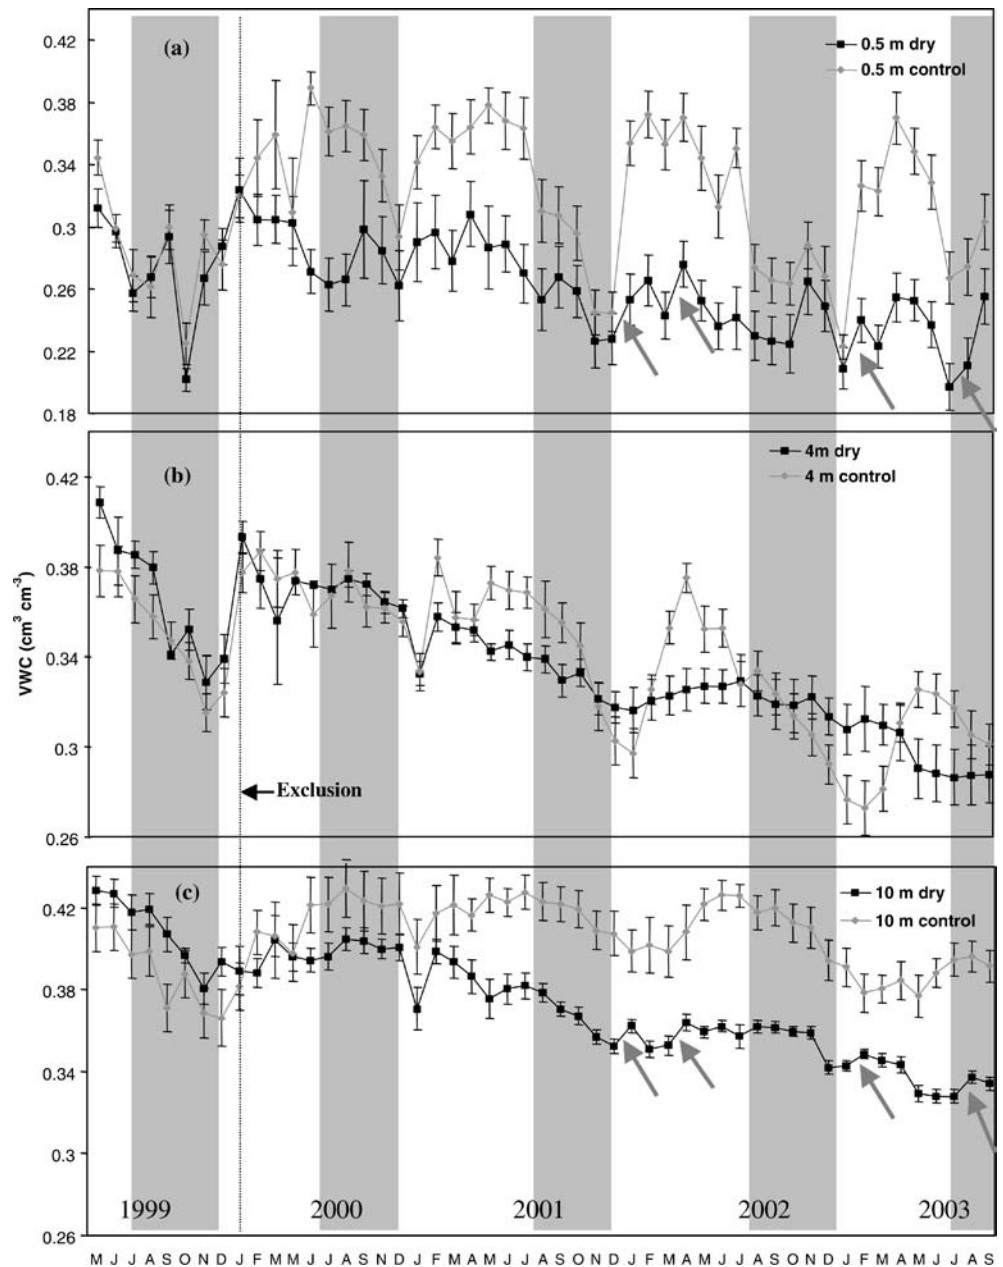 (a)
0.5 m dry
0.5 m control
0.42
0.38
0.34
0.3
0.26
0.22
0.18
(b)
4m dry
4 m control
0.42
0.38
0.34
0.3
0.26
VWC (cm³ cm⁻³)
Exclusion
(c)
10 m dry
10 m control
0.42
0.38
0.34
0.3
0.26
1999 2000 2001 2002 2003
M J J A S O N D J F M M J J A S N D J F M A M J J A S O N D J F M A M J J A S O N D J F M A M J J A S